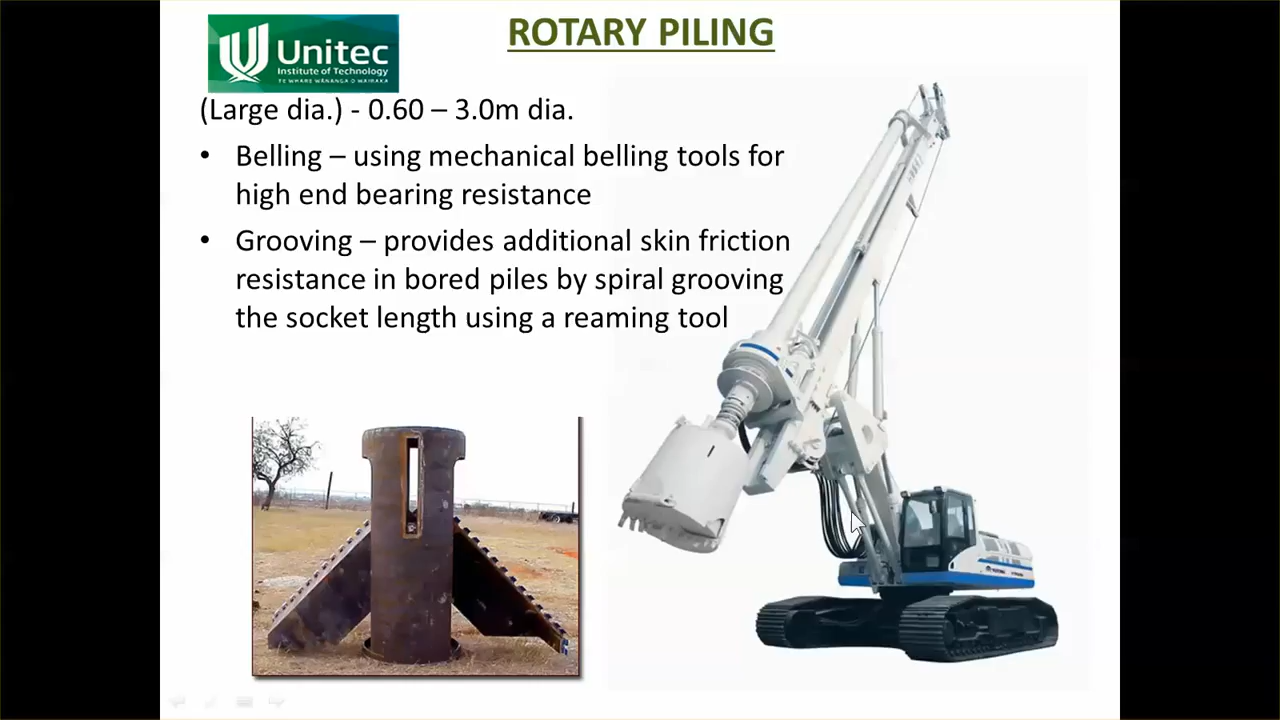 ROTARY PILING
Unitec
Institute of Technology
TE WHARE WĀNANGA O WAIRAKA
(Large dia.) - 0.60 – 3.0m dia.
• Belling – using mechanical belling tools for
high end bearing resistance
• Grooving – provides additional skin friction
resistance in bored piles by spiral grooving
the socket length using a reaming tool